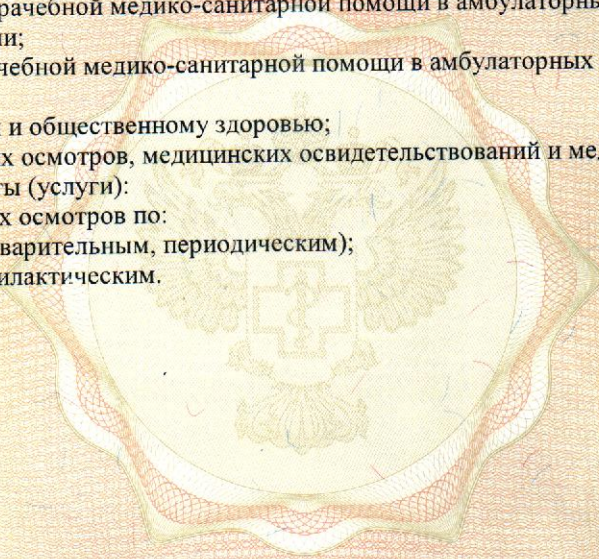 рачебной медико-санитарной помощи в амбулаторны
ии;
чебной медико-санитарной помощи в амбулаторных
и общественному здоровью;
х осмотров, медицинских освидетельствований и ме
ты (услуги):
х осмотров по:
варительным, периодическим);
илактическим.